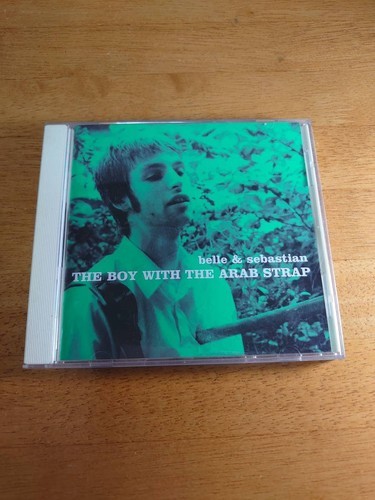 belle & sebastian
THE BOY WITH THE ARAB STRAP